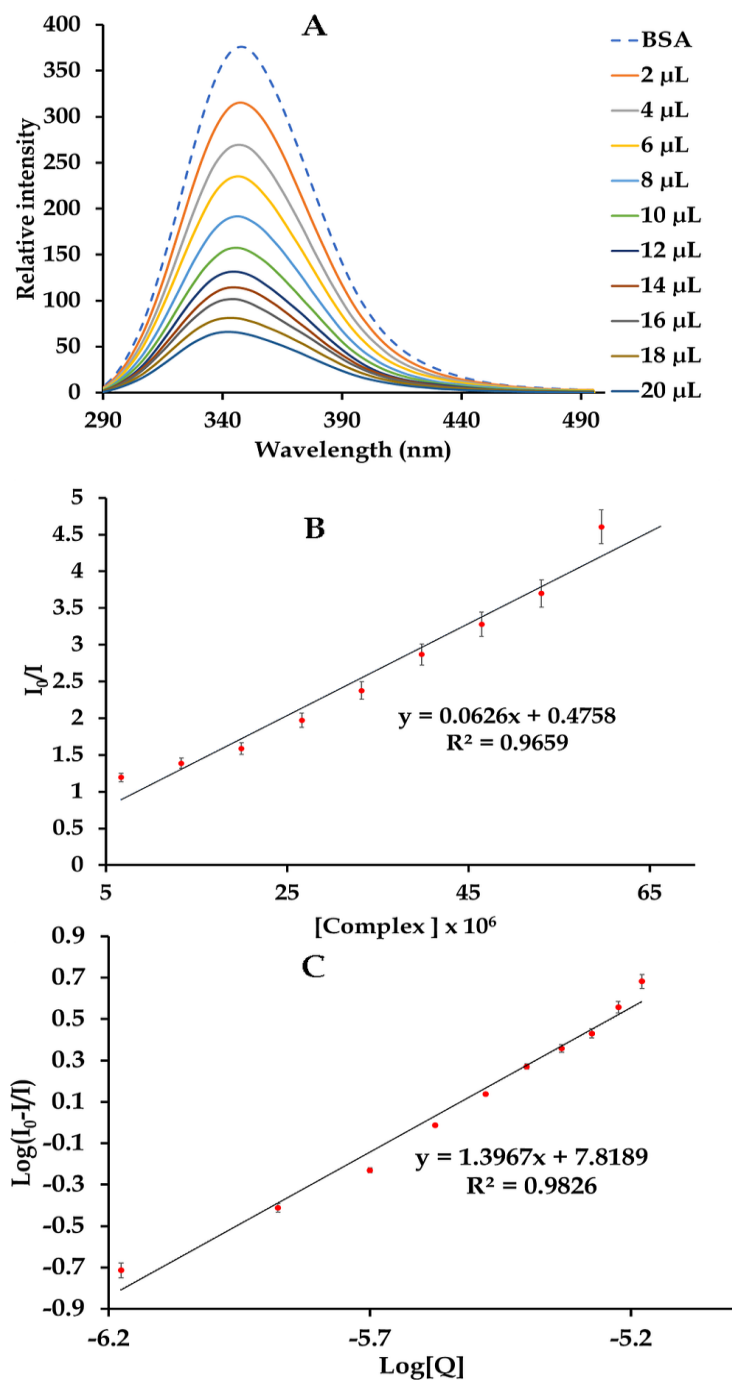 A
400
350
300
250
200
150
100
50
0
Relative intensity
290
340
390
440
490
Wavelength (nm)
BSA
2 μL
4 μL
6 μL
8 μL
10 μL
12 μL
14 μL
16 μL
18 μL
20 μL
B
5
4.5
4
3.5
3
2.5
2
1.5
1
0.5
0
I₀/I
y = 0.0626x + 0.4758
R² = 0.9659
5
25
45
65
[Complex ] x 10⁶
C
0.9
0.7
0.5
0.3
0.1
-0.1
-0.3
-0.5
-0.7
-0.9
Log(I₀-I/I)
y = 1.3967x + 7.8189
R² = 0.9826
-6.2
-5.7
-5.2
Log[Q]